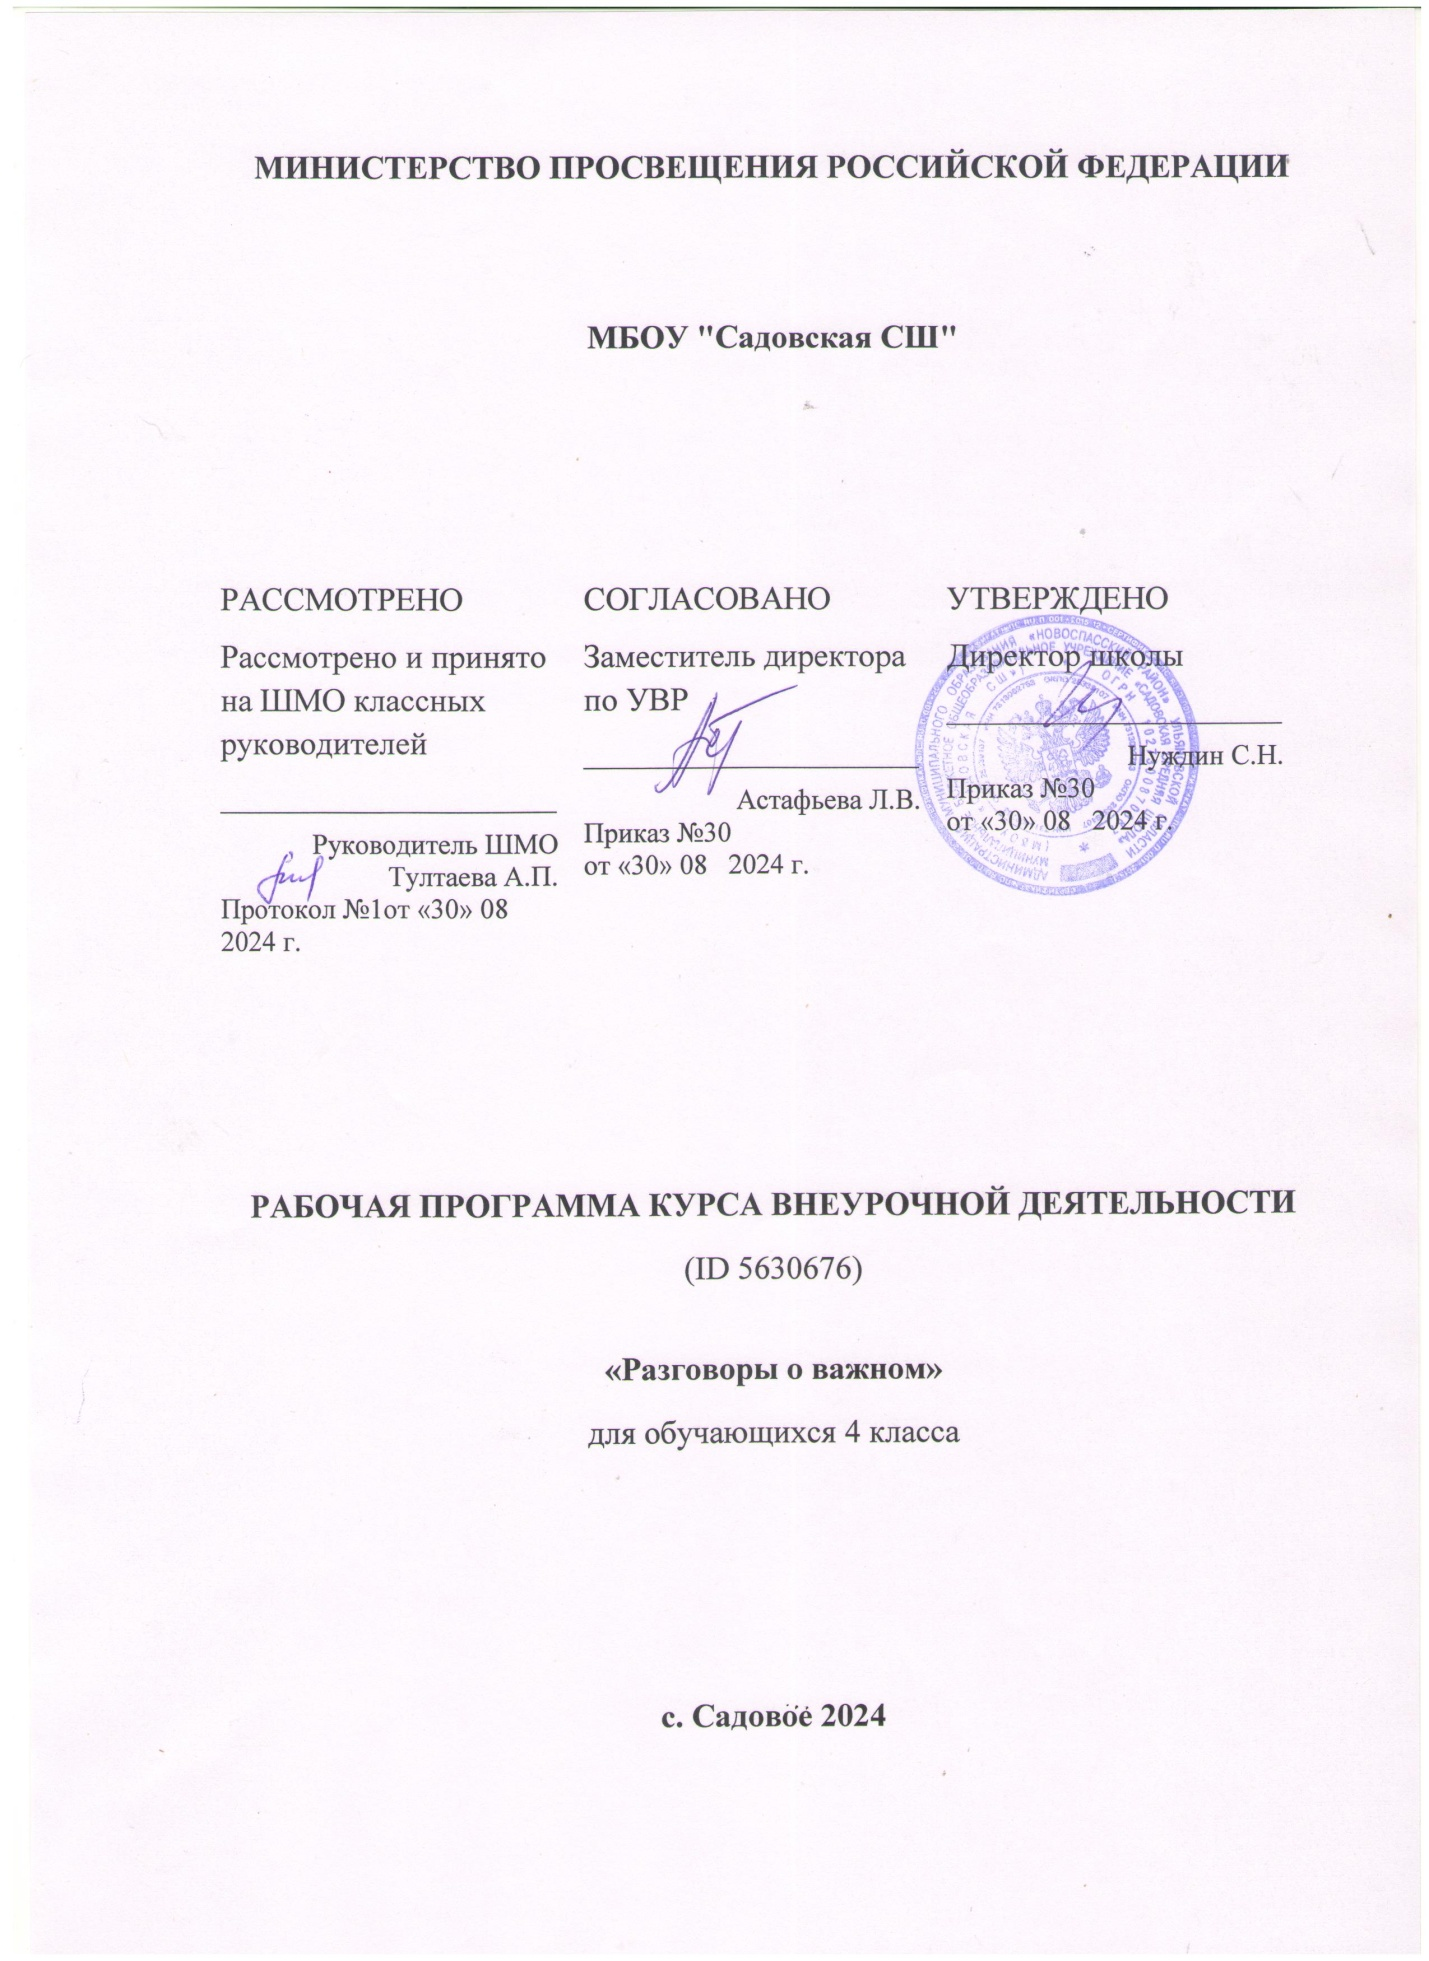 МИНИСТЕРСТВО ПРОСВЕЩЕНИЯ РОССИЙСКОЙ ФЕДЕРАЦИИ
МБОУ "Садовская СШ"
РАССМОТРЕНО
Рассмотрено и принято
на ШМО классных
руководителей
Руководитель ШМО
Тултаева А.П.
Протокол №1от «30» 08
2024 г.
СОГЛАСОВАНО
Заместитель директора
по УВР
Астафьева Л.В.
Приказ №30
от «30» 08 2024 г.
УТВЕРЖДЕНО
Директор школы
Нуждин С.Н.
Приказ №30
от «30» 08 2024 г.
РАБОЧАЯ ПРОГРАММА КУРСА ВНЕУРОЧНОЙ ДЕЯТЕЛЬНОСТИ
(ID 5630676)
«Разговоры о важном»
для обучающихся 4 класса
с. Садовое 2024